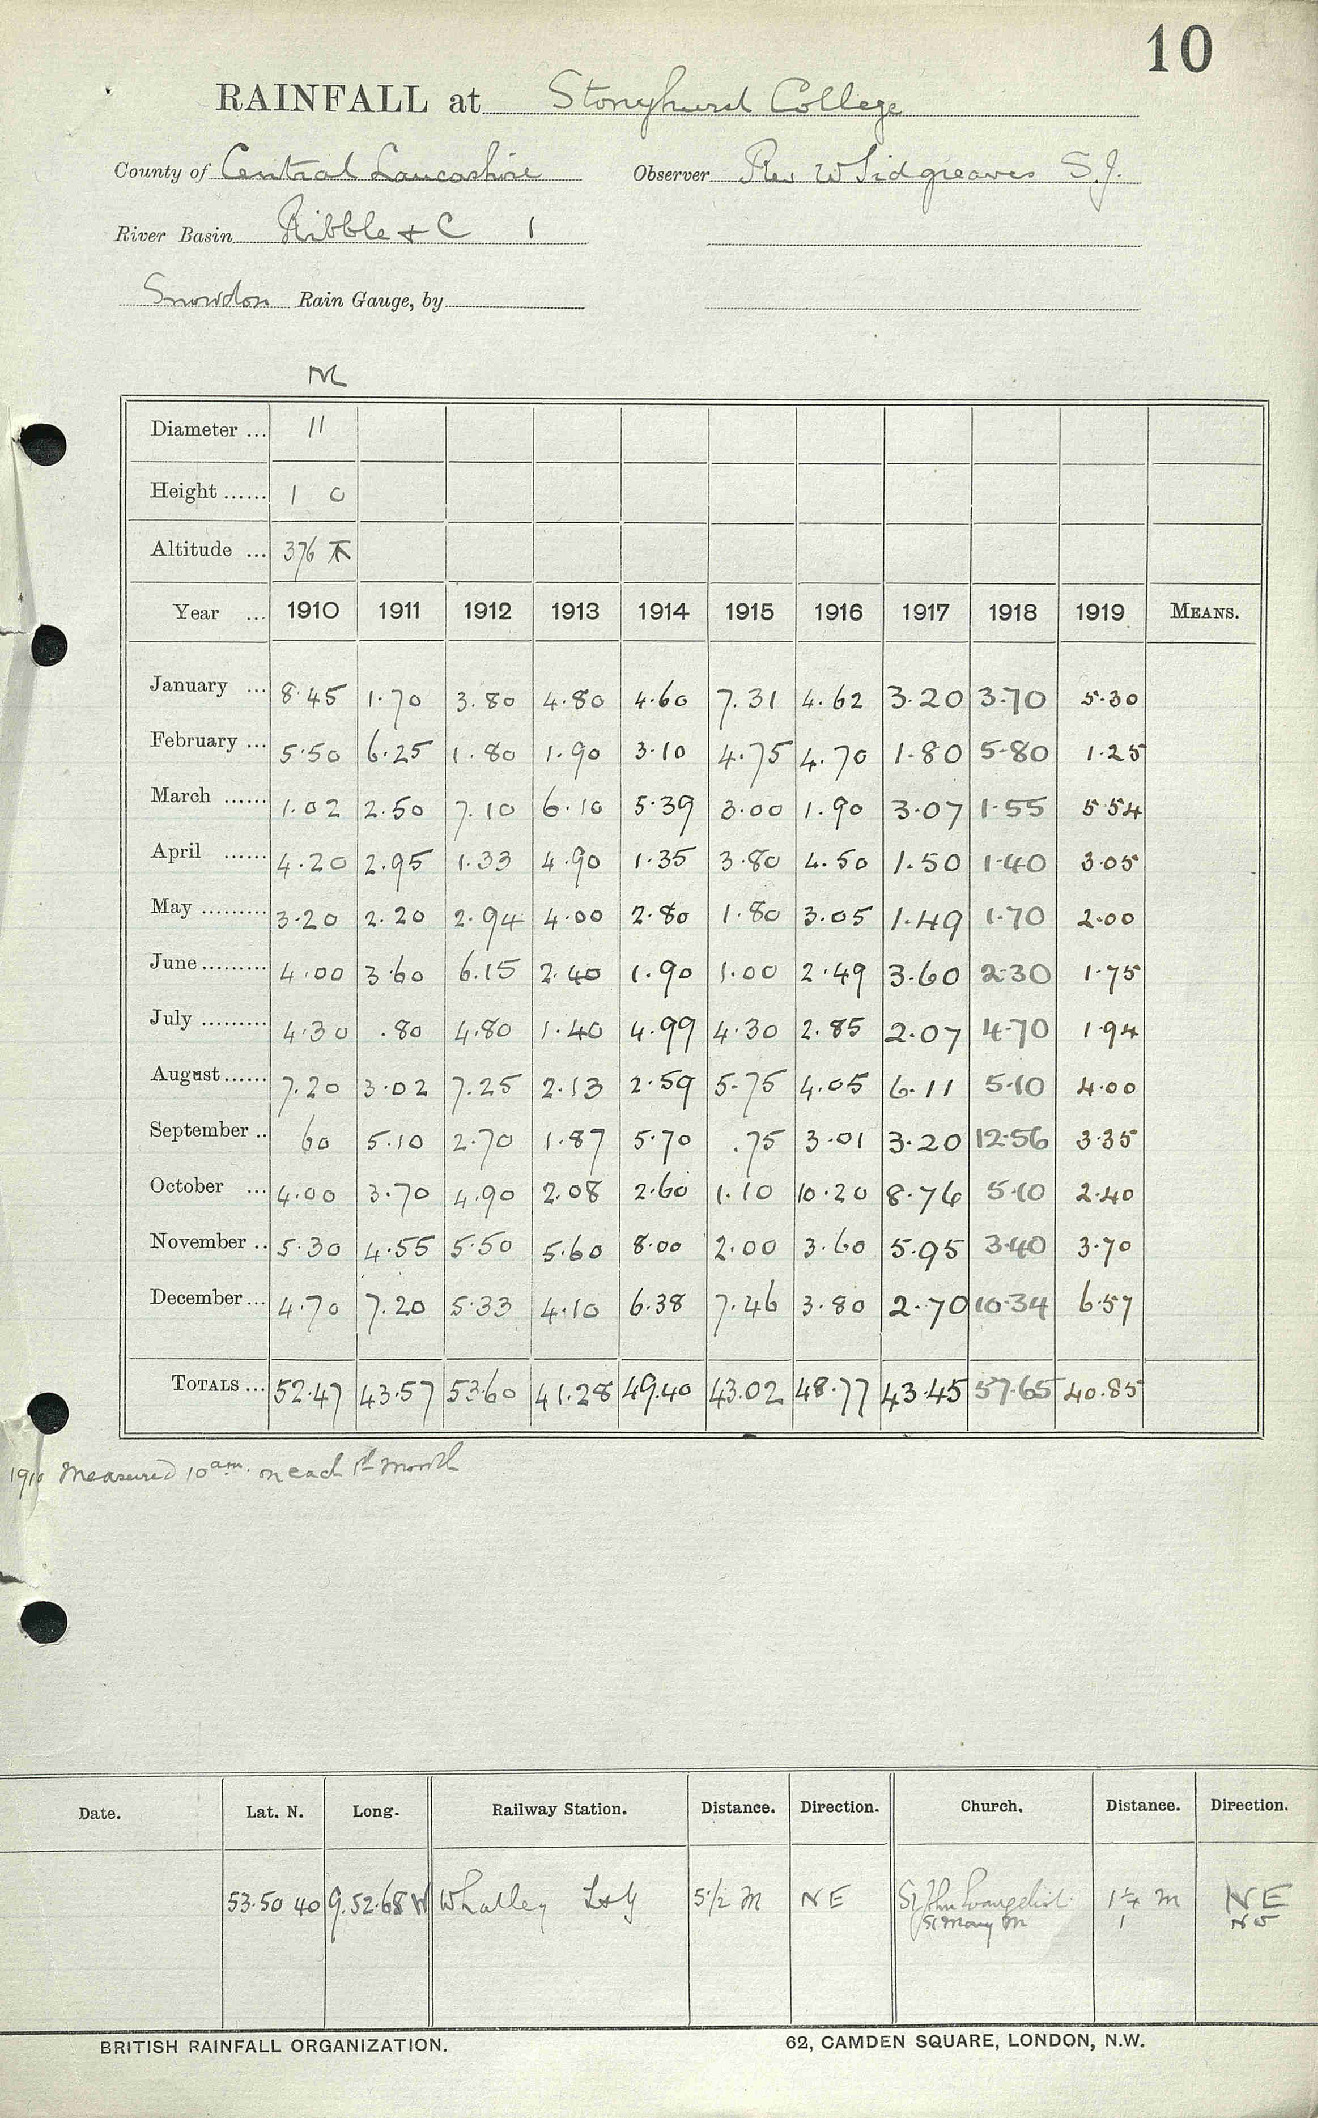 10
RAINFALL at Stonyhurst College
County of Central Lancashire Observer Rev W Sidgreaves S.J.
River Basin Ribble & C 1
Snowdon Rain Gauge, by
M
Diameter ... 11
Height ...... 1 0
Altitude ... 376
Year ... 1910 1911 1912 1913 1914 1915 1916 1917 1918 1919 MEANS.
January ... 8.45 1.70 3.80 4.80 4.60 7.31 4.62 3.20 3.70 5.30
February ... 5.50 6.25 1.80 1.90 3.10 4.75 4.70 1.80 5.80 1.25
March ...... 1.02 2.50 7.10 6.10 5.39 3.00 1.90 3.07 1.55 5.54
April ...... 4.20 2.95 1.33 4.90 1.35 3.80 4.50 1.50 1.40 3.05
May ......... 3.20 2.20 2.94 4.00 2.80 1.80 3.05 1.49 1.70 2.00
June ......... 4.00 3.60 6.15 2.40 1.90 1.00 2.49 3.60 2.30 1.75
July ......... 4.30 .80 4.80 1.40 4.99 4.30 2.85 2.07 4.70 1.94
August ...... 7.20 3.02 7.25 2.13 2.59 5.75 4.05 6.11 5.10 4.00
September .. 60 5.10 2.70 1.87 5.70 .75 3.01 3.20 12.56 3.35
October ... 4.00 3.70 4.90 2.08 2.60 1.10 10.20 8.76 5.10 2.40
November .. 5.30 4.55 5.50 5.60 8.00 2.00 3.60 5.95 3.40 3.70
December ... 4.70 7.20 5.33 4.10 6.38 7.46 3.80 2.70 10.34 6.57
TOTALS ... 52.47 43.57 53.60 41.28 49.40 43.02 48.77 43.45 57.65 40.85
1910 Measured 10 am. on each 1st month
Date. Lat. N. Long. Railway Station. Distance. Direction. Church. Distance. Direction.
53.50 40 9.52.68 W Whalley L&Y 5½ M NE St John Evangelist 1¼ m NE
St Mary M 1
BRITISH RAINFALL ORGANIZATION. 62, CAMDEN SQUARE, LONDON, N.W.